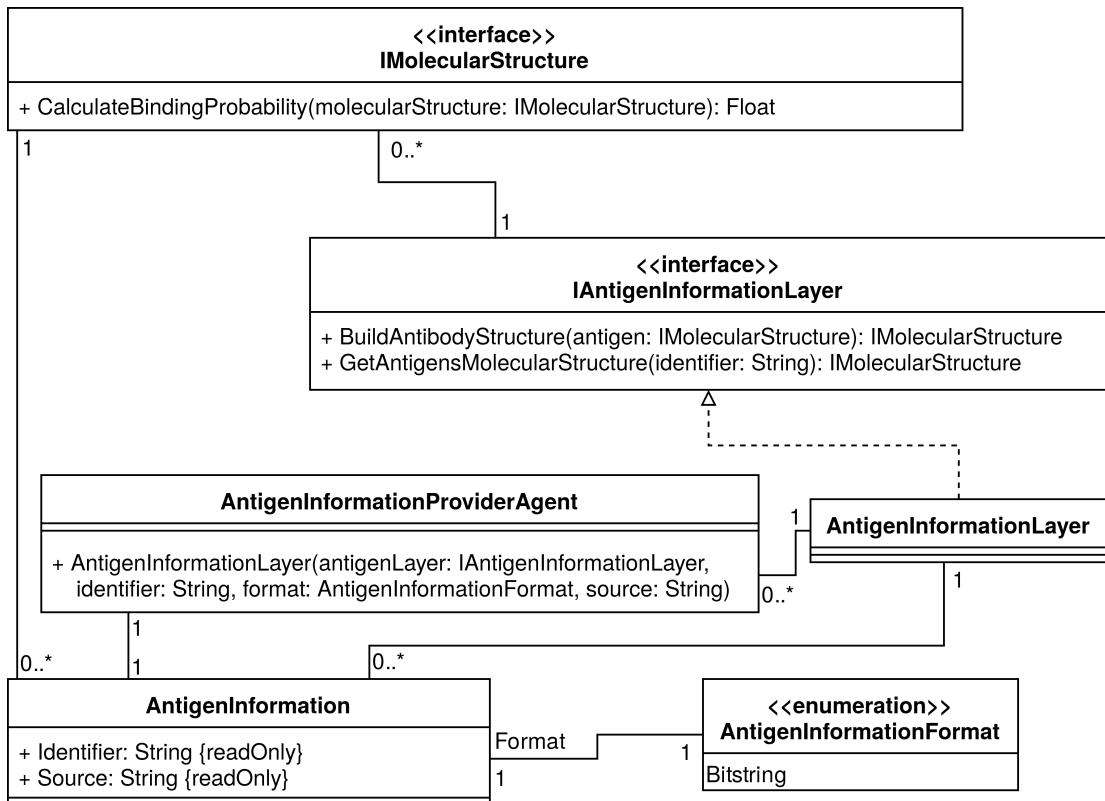 <<interface>>
IMolecularStructure
+ CalculateBindingProbability(molecularStructure: IMolecularStructure): Float
1
0..*
1
<<interface>>
IAntigenInformationLayer
+ BuildAntibodyStructure(antigen: IMolecularStructure): IMolecularStructure
+ GetAntigensMolecularStructure(identifier: String): IMolecularStructure
AntigenInformationProviderAgent
+ AntigenInformationLayer(antigenLayer: IAntigenInformationLayer,
identifier: String, format: AntigenInformationFormat, source: String)
1
AntigenInformationLayer
0..*
1
1
0..*
1
0..*
AntigenInformation
+ Identifier: String {readOnly}
+ Source: String {readOnly}
Format
1
1
<<enumeration>>
AntigenInformationFormat
Bitstring